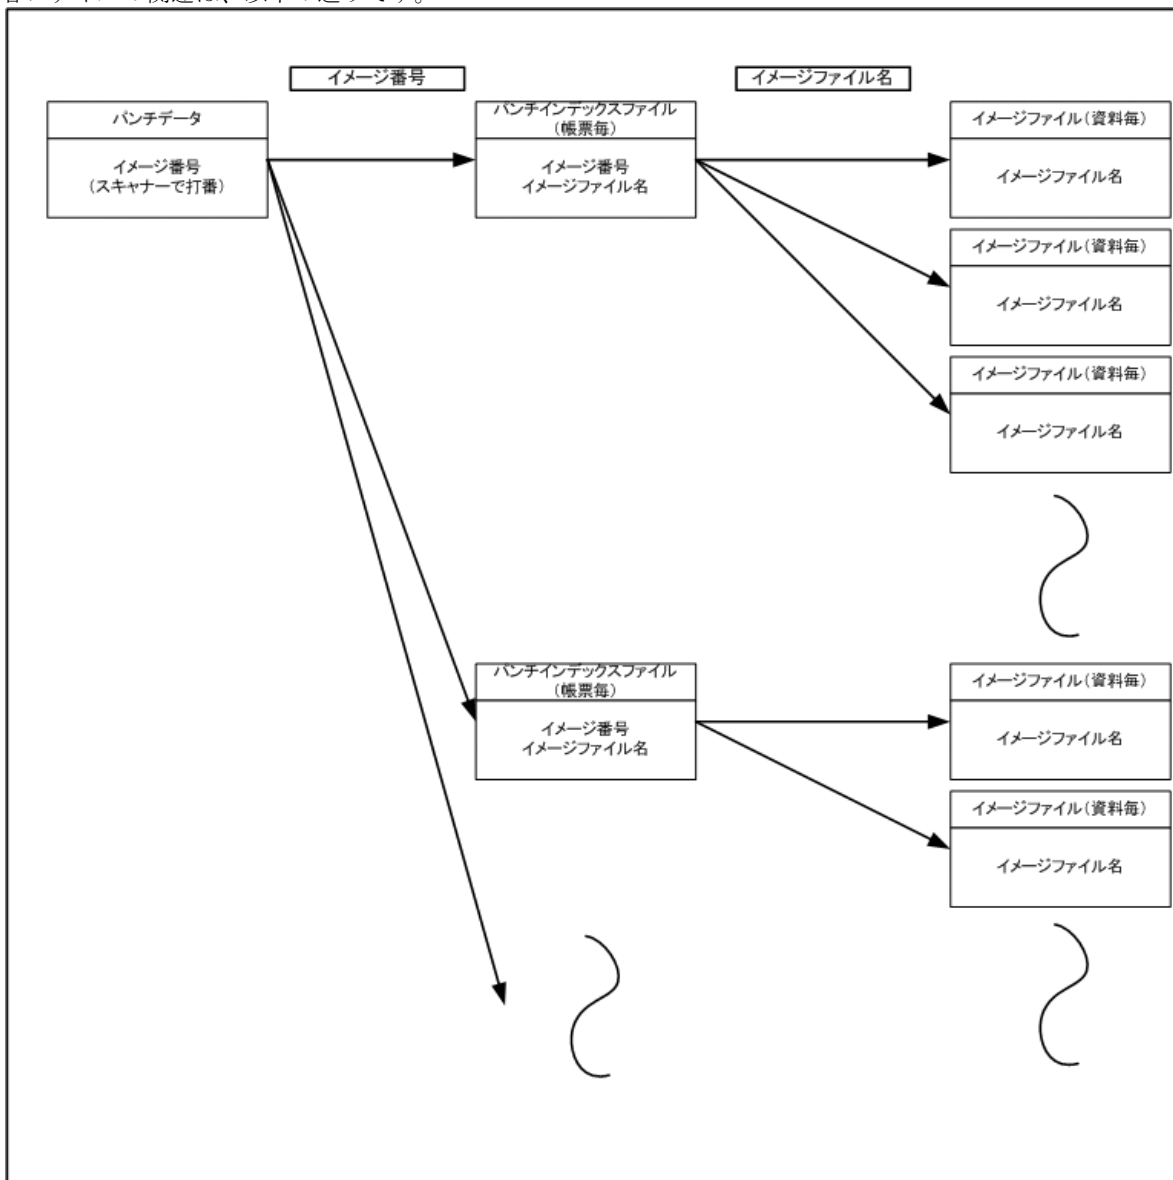 イメージ番号
イメージファイル名
パンチデータ
イメージ番号
(スキャナーで打番)
パンチインデックスファイル
(帳票毎)
イメージ番号
イメージファイル名
イメージファイル(資料毎)
イメージファイル名
イメージファイル(資料毎)
イメージファイル名
イメージファイル(資料毎)
イメージファイル名
パンチインデックスファイル
(帳票毎)
イメージ番号
イメージファイル名
イメージファイル(資料毎)
イメージファイル名
イメージファイル(資料毎)
イメージファイル名